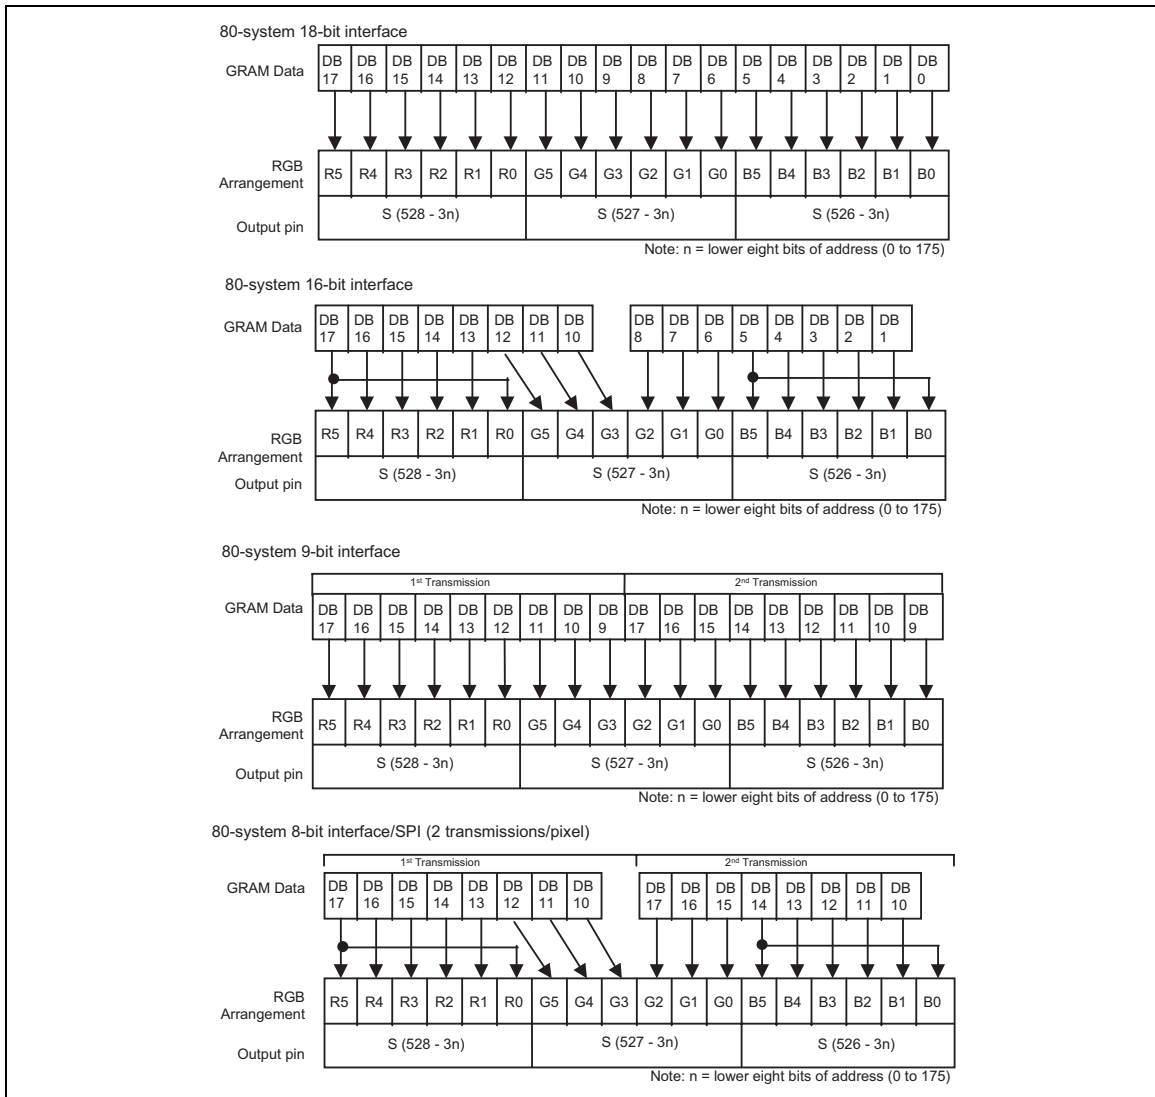 80-system 18-bit interface
GRAM Data DB 17 DB 16 DB 15 DB 14 DB 13 DB 12 DB 11 DB 10 DB 9 DB 8 DB 7 DB 6 DB 5 DB 4 DB 3 DB 2 DB 1 DB 0
RGB Arrangement R5 R4 R3 R2 R1 R0 G5 G4 G3 G2 G1 G0 B5 B4 B3 B2 B1 B0
Output pin S (528 - 3n) S (527 - 3n) S (526 - 3n)
Note: n = lower eight bits of address (0 to 175)
80-system 16-bit interface
GRAM Data DB 17 DB 16 DB 15 DB 14 DB 13 DB 12 DB 11 DB 10 DB 8 DB 7 DB 6 DB 5 DB 4 DB 3 DB 2 DB 1
RGB Arrangement R5 R4 R3 R2 R1 R0 G5 G4 G3 G2 G1 G0 B5 B4 B3 B2 B1 B0
Output pin S (528 - 3n) S (527 - 3n) S (526 - 3n)
Note: n = lower eight bits of address (0 to 175)
80-system 9-bit interface
1st Transmission 2nd Transmission
GRAM Data DB 17 DB 16 DB 15 DB 14 DB 13 DB 12 DB 11 DB 10 DB 9 DB 17 DB 16 DB 15 DB 14 DB 13 DB 12 DB 11 DB 10 DB 9
RGB Arrangement R5 R4 R3 R2 R1 R0 G5 G4 G3 G2 G1 G0 B5 B4 B3 B2 B1 B0
Output pin S (528 - 3n) S (527 - 3n) S (526 - 3n)
Note: n = lower eight bits of address (0 to 175)
80-system 8-bit interface/SPI (2 transmissions/pixel)
1st Transmission 2nd Transmission
GRAM Data DB 17 DB 16 DB 15 DB 14 DB 13 DB 12 DB 11 DB 10 DB 17 DB 16 DB 15 DB 14 DB 13 DB 12 DB 11 DB 10
RGB Arrangement R5 R4 R3 R2 R1 R0 G5 G4 G3 G2 G1 G0 B5 B4 B3 B2 B1 B0
Output pin S (528 - 3n) S (527 - 3n) S (526 - 3n)
Note: n = lower eight bits of address (0 to 175)